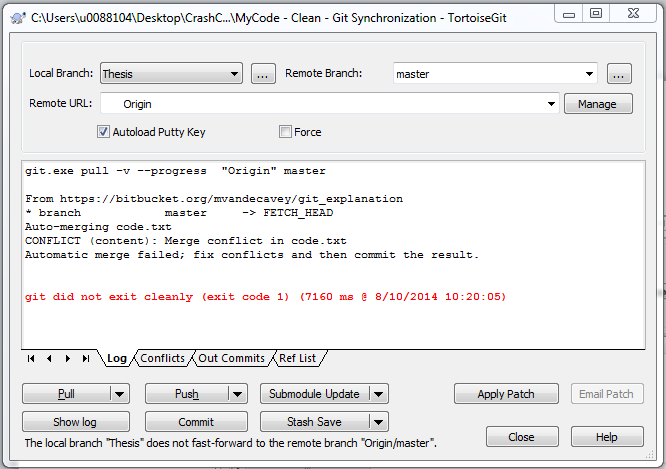 C:\Users\u0088104\Desktop\CrashC...\MyCode - Clean - Git Synchronization - TortoiseGit
Local Branch: Thesis ... Remote Branch: master ...
Remote URL: Origin Manage
Autoload Putty Key Force
git.exe pull -v --progress "Origin" master
From https://bitbucket.org/mvandecavey/git_explanation
* branch master -> FETCH_HEAD
Auto-merging code.txt
CONFLICT (content): Merge conflict in code.txt
Automatic merge failed; fix conflicts and then commit the result.
git did not exit cleanly (exit code 1) (7160 ms @ 8/10/2014 10:20:05)
Log Conflicts Out Commits Ref List
Pull Push Submodule Update Apply Patch Email Patch
Show log Commit Stash Save
The local branch "Thesis" does not fast-forward to the remote branch "Origin/master".
Close Help